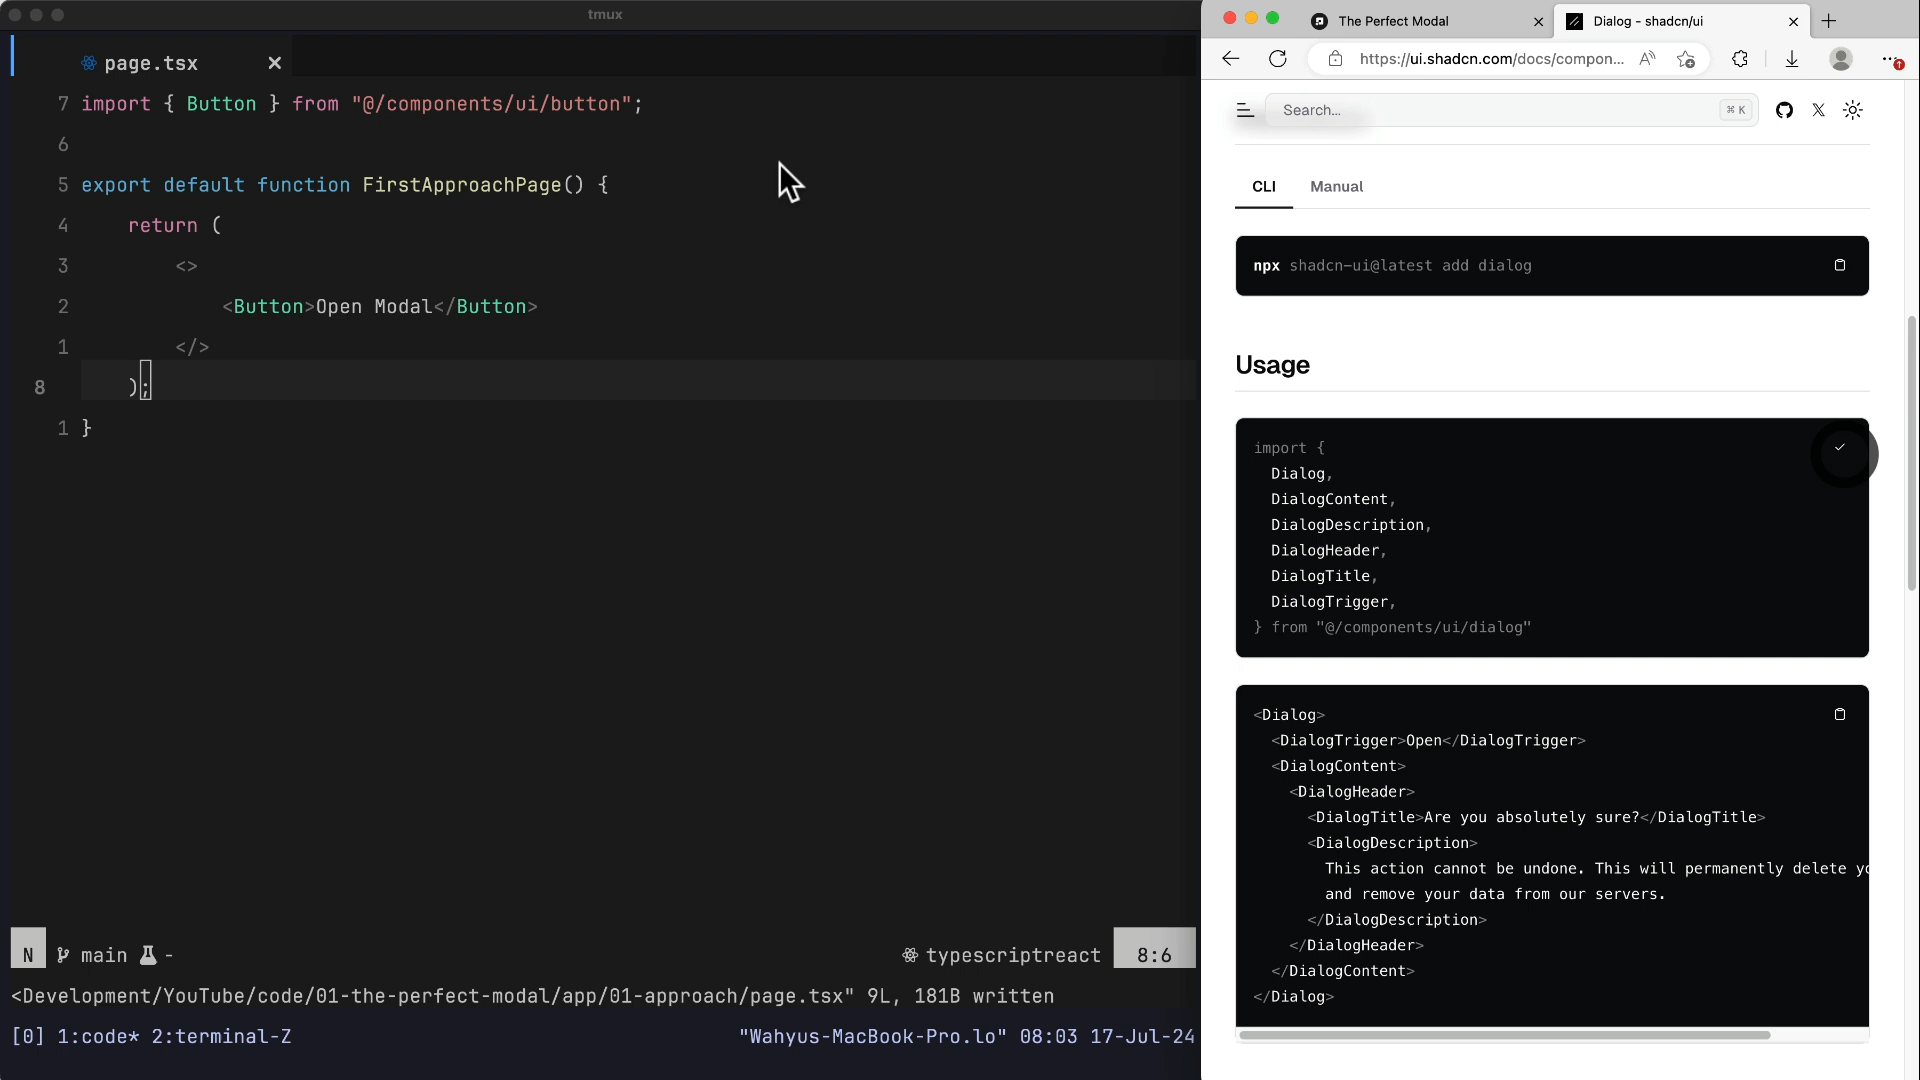 tmux
page.tsx
7 import { Button } from "@/components/ui/button";
6
5 export default function FirstApproachPage() {
4 return (
3 <>
2 <Button>Open Modal</Button>
1 </>
8 );
1 }
N main -
typescriptreact 8:6
<Development/YouTube/code/01-the-perfect-modal/app/01-approach/page.tsx" 9L, 181B written
[0] 1:code* 2:terminal-Z
"Wahyus-MacBook-Pro.lo" 08:03 17-Jul-24
The Perfect Modal
Dialog - shadcn/ui
https://ui.shadcn.com/docs/compon...
Search...
⌘ K
CLI Manual
npx shadcn-ui@latest add dialog
Usage
import {
Dialog,
DialogContent,
DialogDescription,
DialogHeader,
DialogTitle,
DialogTrigger,
} from "@/components/ui/dialog"
<Dialog>
<DialogTrigger>Open</DialogTrigger>
<DialogContent>
<DialogHeader>
<DialogTitle>Are you absolutely sure?</DialogTitle>
<DialogDescription>
This action cannot be undone. This will permanently delete yo
and remove your data from our servers.
</DialogDescription>
</DialogHeader>
</DialogContent>
</Dialog>